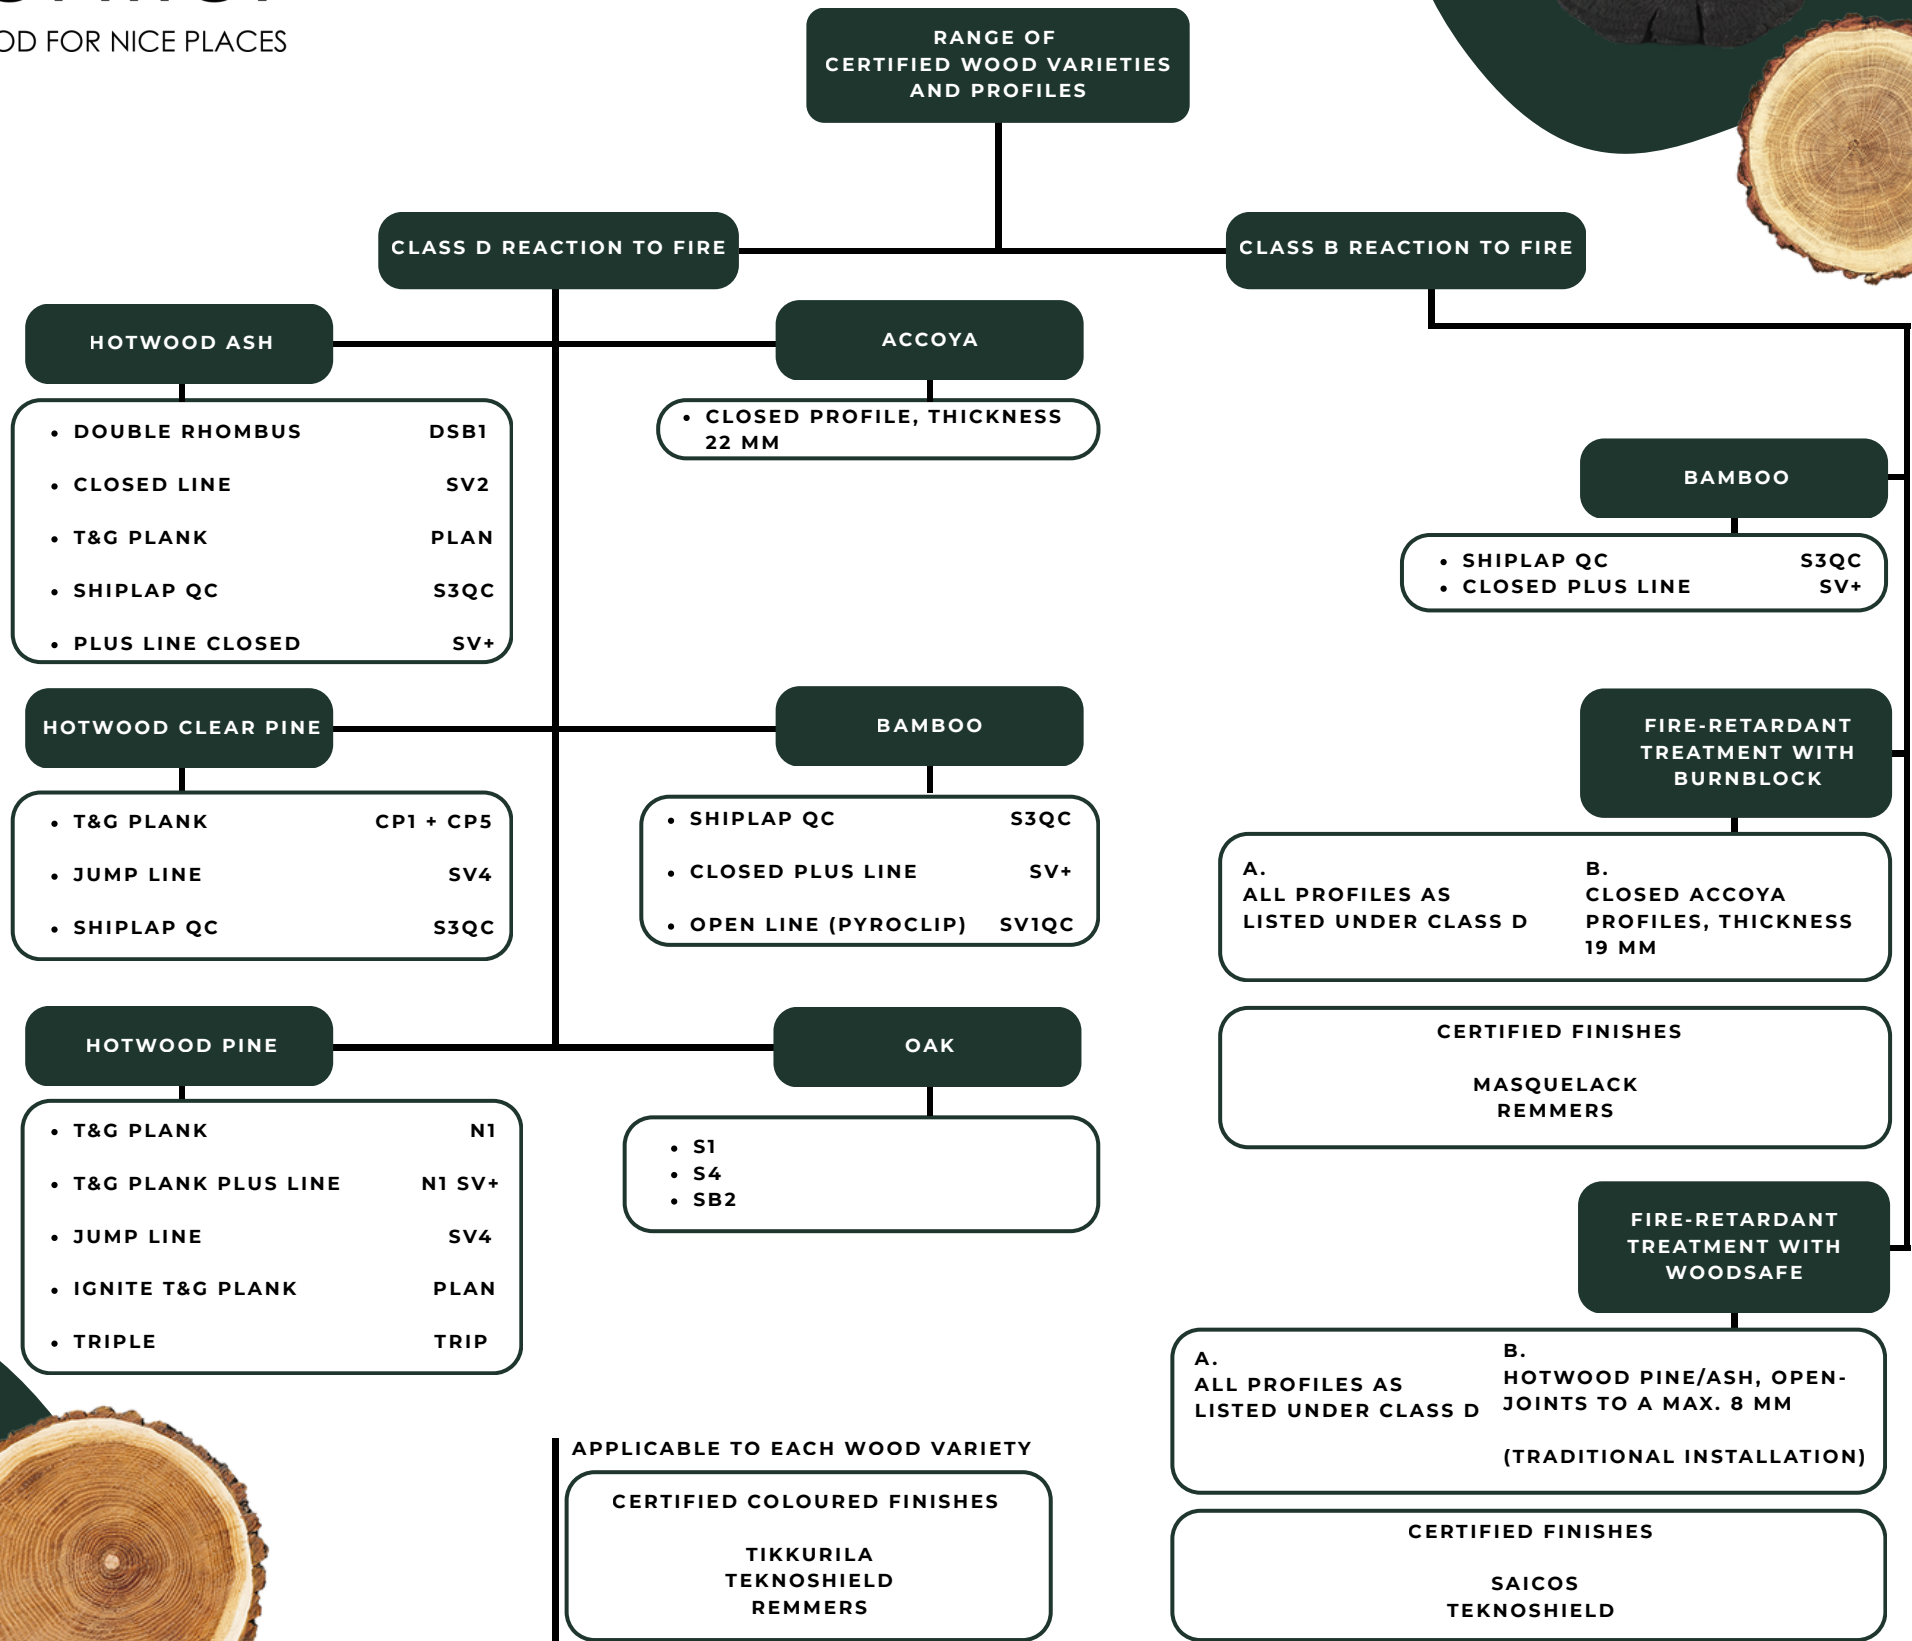 OD FOR NICE PLACES
RANGE OF
CERTIFIED WOOD VARIETIES
AND PROFILES
CLASS D REACTION TO FIRE
CLASS B REACTION TO FIRE
HOTWOOD ASH
• DOUBLE RHOMBUS DSB1
• CLOSED LINE SV2
• T&G PLANK PLAN
• SHIPLAP QC S3QC
• PLUS LINE CLOSED SV+
ACCOYA
• CLOSED PROFILE, THICKNESS
22 MM
HOTWOOD CLEAR PINE
• T&G PLANK CP1 + CP5
• JUMP LINE SV4
• SHIPLAP QC S3QC
BAMBOO
• SHIPLAP QC S3QC
• CLOSED PLUS LINE SV+
• OPEN LINE (PYROCLIP) SV1QC
HOTWOOD PINE
• T&G PLANK N1
• T&G PLANK PLUS LINE N1 SV+
• JUMP LINE SV4
• IGNITE T&G PLANK PLAN
• TRIPLE TRIP
OAK
• S1
• S4
• SB2
APPLICABLE TO EACH WOOD VARIETY
CERTIFIED COLOURED FINISHES
TIKKURILA
TEKNOSHIELD
REMMERS
BAMBOO
• SHIPLAP QC S3QC
• CLOSED PLUS LINE SV+
FIRE-RETARDANT
TREATMENT WITH
BURNBLOCK
A.
ALL PROFILES AS
LISTED UNDER CLASS D
B.
CLOSED ACCOYA
PROFILES, THICKNESS
19 MM
CERTIFIED FINISHES
MASQUELACK
REMMERS
FIRE-RETARDANT
TREATMENT WITH
WOODSAFE
A.
ALL PROFILES AS
LISTED UNDER CLASS D
B.
HOTWOOD PINE/ASH, OPEN-
JOINTS TO A MAX. 8 MM
(TRADITIONAL INSTALLATION)
CERTIFIED FINISHES
SAICOS
TEKNOSHIELD